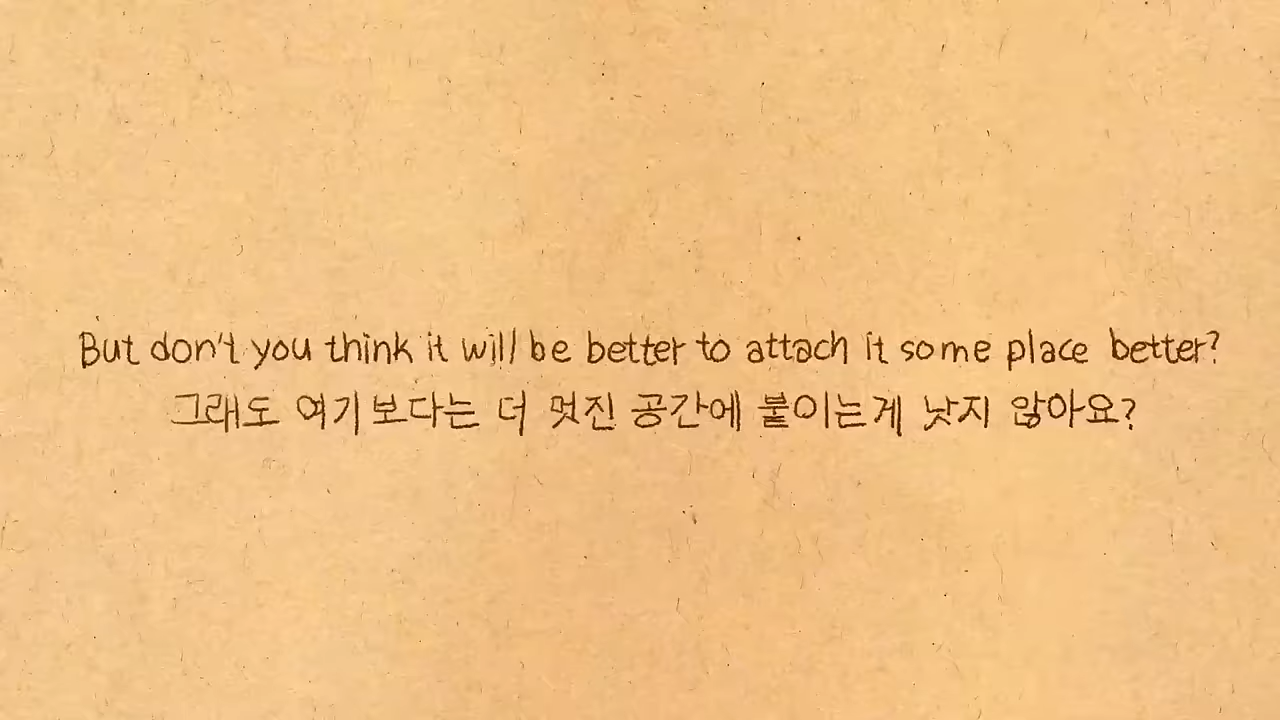 But don't you think it will be better to attach it some place better?
그래도 여기보다는 더 멋진 공간에 붙이는게 낫지 않아요?